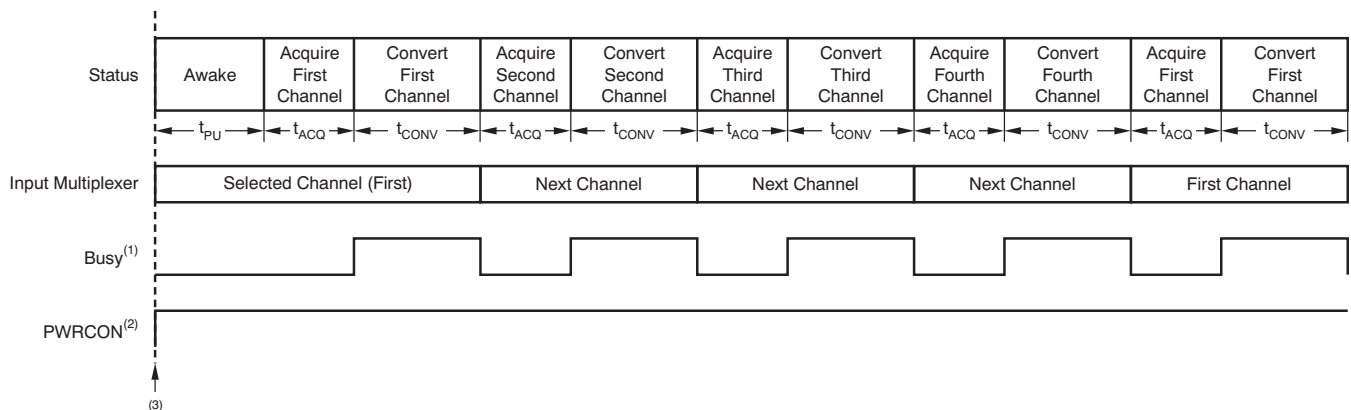 Status
Awake
Acquire
First
Channel
Convert
First
Channel
Acquire
Second
Channel
Convert
Second
Channel
Acquire
Third
Channel
Convert
Third
Channel
Acquire
Fourth
Channel
Convert
Fourth
Channel
Acquire
First
Channel
Convert
First
Channel
tPU
tACQ
tCONV
tACQ
tCONV
tACQ
tCONV
tACQ
tCONV
tACQ
tCONV
Input Multiplexer
Selected Channel (First)
Next Channel
Next Channel
Next Channel
First Channel
Busy(1)
PWRCON(2)
(3)